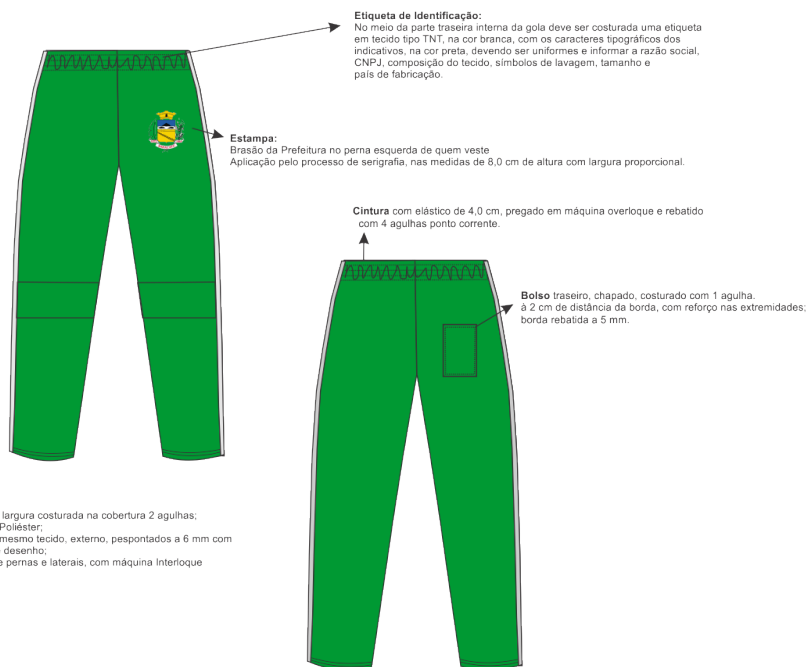 Etiqueta de Identificação:
No meio da parte traseira interna da gola deve ser costurada uma etiqueta
em tecido tipo TNT, na cor branca, com os caracteres tipográficos dos
indicativos, na cor preta, devendo ser uniformes e informar a razão social,
CNPJ, composição do tecido, símbolos de lavagem, tamanho e
país de fabricação.
Estampa:
Brasão da Prefeitura no perna esquerda de quem veste
Aplicação pelo processo de serigrafia, nas medidas de 8,0 cm de altura com largura proporcional.
Cintura com elástico de 4,0 cm, pregado em máquina overloque e rebatido
com 4 agulhas ponto corrente.
Bolso traseiro, chapado, costurado com 1 agulha.
à 2 cm de distância da borda, com reforço nas extremidades;
borda rebatida a 5 mm.
largura costurada na cobertura 2 agulhas;
Poliéster;
mesmo tecido, externo, pespontados a 6 mm com
desenho;
e pernas e laterais, com máquina Interloque